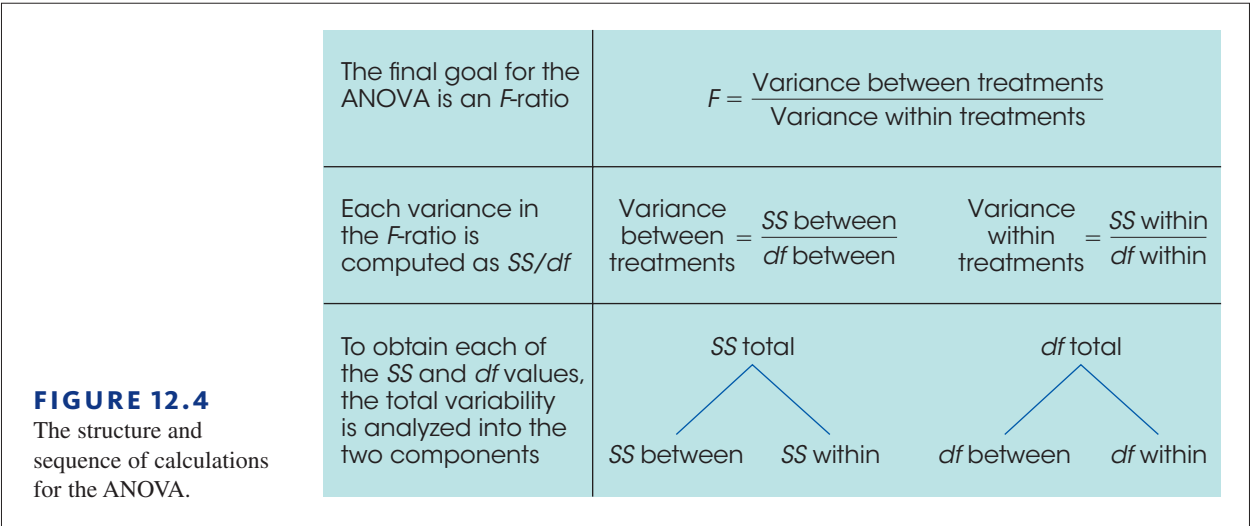 The final goal for the
ANOVA is an F-ratio
F = Variance between treatments
Variance within treatments
Each variance in
the F-ratio is
computed as SS/df
Variance
between
treatments
= SS between
df between
Variance
within
treatments
= SS within
df within
To obtain each of
the SS and df values,
the total variability
is analyzed into the
two components
SS total
SS between
SS within
df total
df between
df within
FIGURE 12.4
The structure and
sequence of calculations
for the ANOVA.